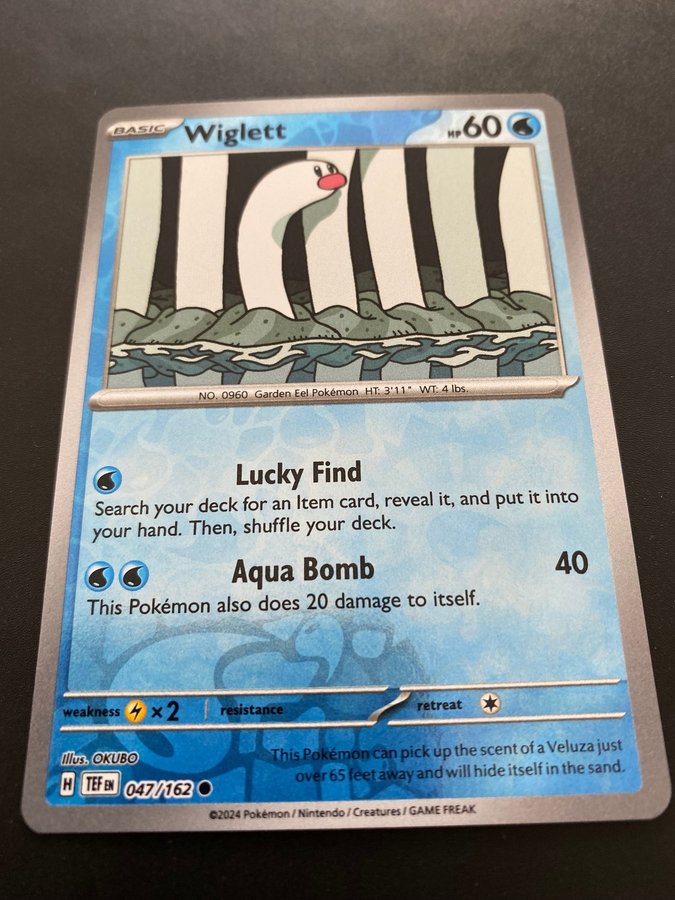 BASIC Wiglett HP 60
NO. 0960 Garden Eel Pokémon HT: 3'11" WT: 4 lbs.
Lucky Find
Search your deck for an Item card, reveal it, and put it into
your hand. Then, shuffle your deck.
Aqua Bomb 40
This Pokémon also does 20 damage to itself.
weakness ×2 resistance retreat
Illus. OKUBO
This Pokémon can pick up the scent of a Veluza just
over 65 feet away and will hide itself in the sand.
H TEF EN 047/162
©2024 Pokémon / Nintendo / Creatures / GAME FREAK